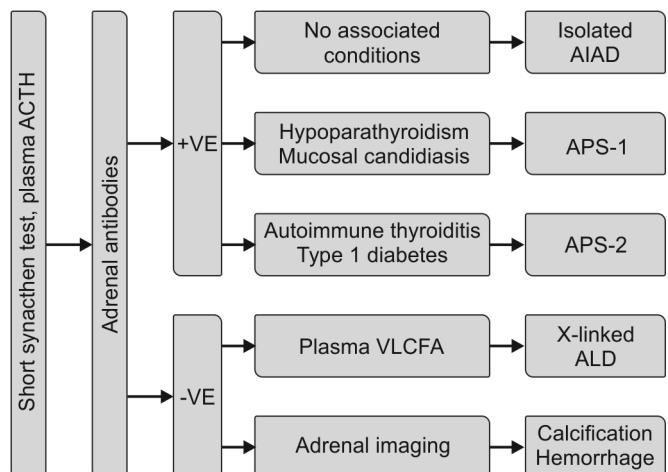 Short synacthen test, plasma ACTH
Adrenal antibodies
+VE
No associated
conditions
Isolated
AIAD
Hypoparathyroidism
Mucosal candidiasis
APS-1
Autoimmune thyroiditis
Type 1 diabetes
APS-2
-VE
Plasma VLCFA
X-linked
ALD
Adrenal imaging
Calcification
Hemorrhage